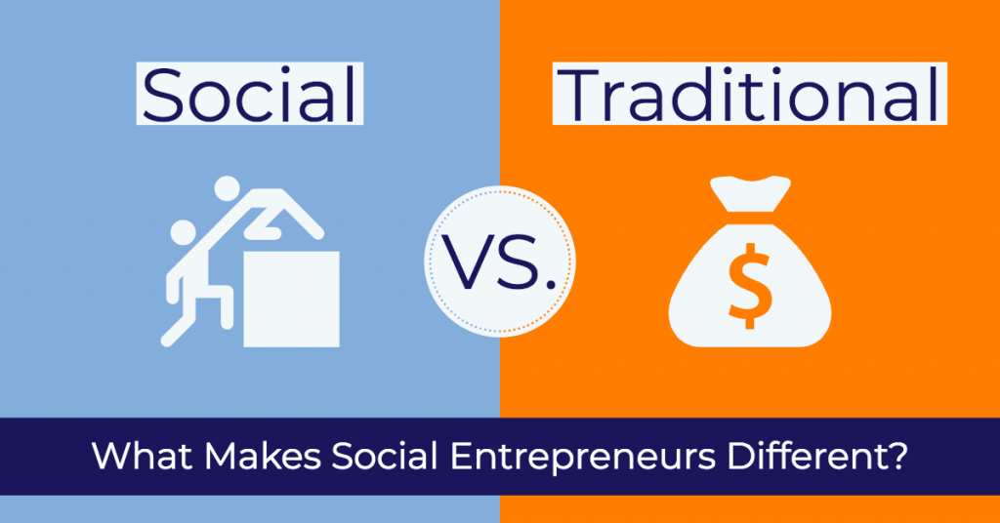 Social
Traditional
VS.
$
What Makes Social Entrepreneurs Different?